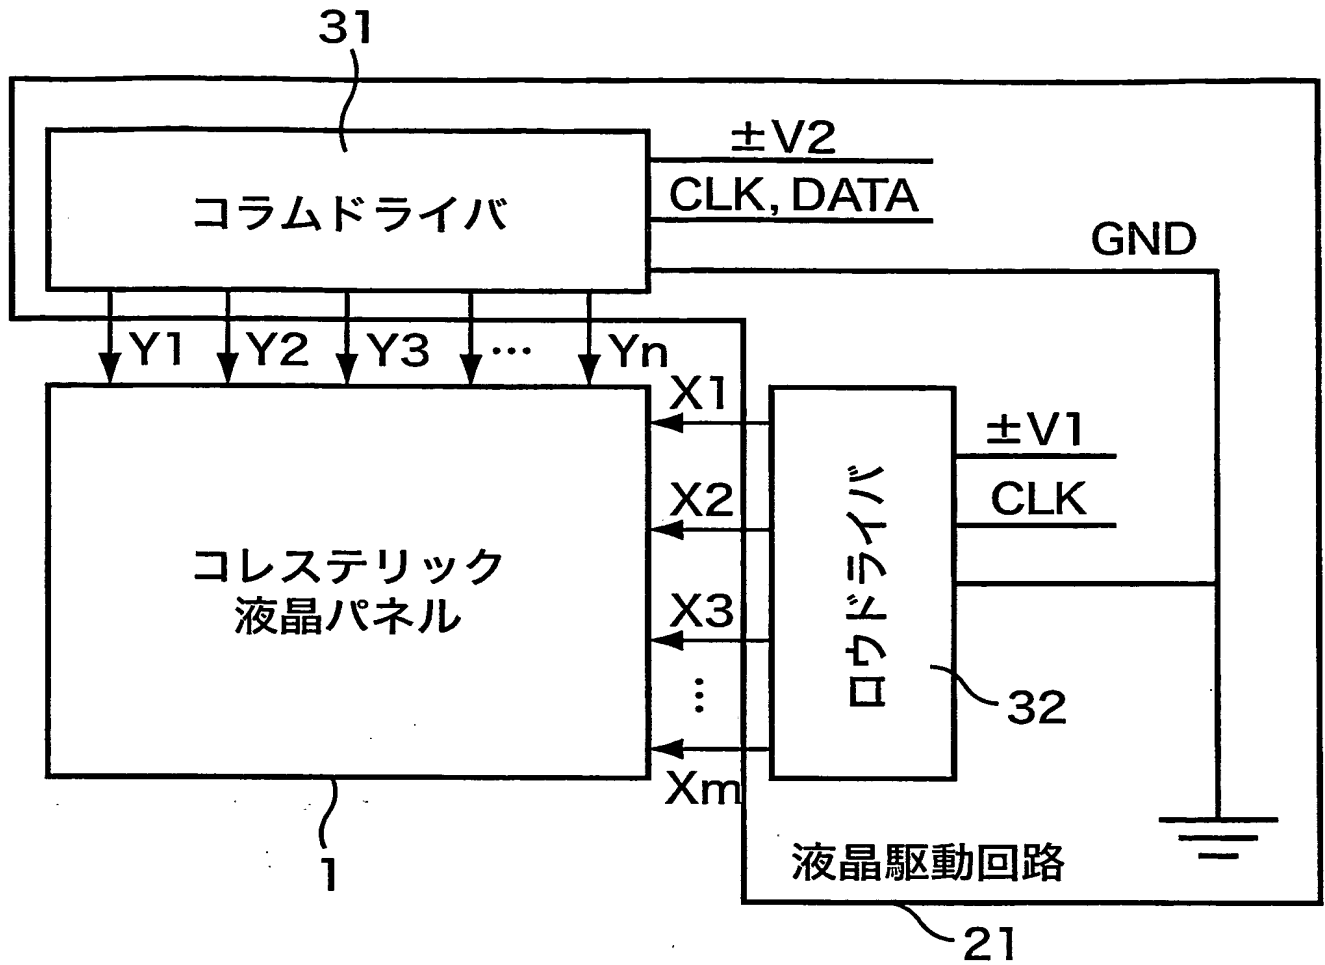 31
±V2
コラムドライバ
CLK, DATA
GND
Y1 Y2 Y3 … Yn
X1
±V1
X2
CLK
コレステリック
液晶パネル
ロウドライバ
X3
⋮
32
Xm
液晶駆動回路
1
21